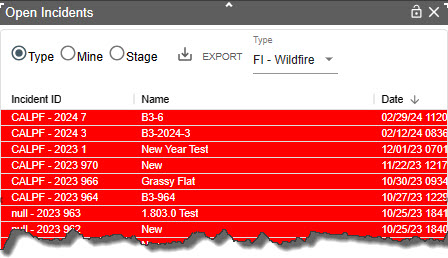 Open Incidents
Type Mine Stage EXPORT Type FI - Wildfire
Incident ID Name Date
CALPF - 2024 7 B3-6 02/29/24 1120
CALPF - 2024 3 B3-2024-3 02/12/24 0836
CALPF - 2023 1 New Year Test 12/01/23 0701
CALPF - 2023 970 New 11/22/23 1217
CALPF - 2023 966 Grassy Flat 10/30/23 0934
CALPF - 2023 964 B3-964 10/27/23 1229
null - 2023 963 1.803.0 Test 10/25/23 1841
null - 2023 962 New 10/25/23 1840